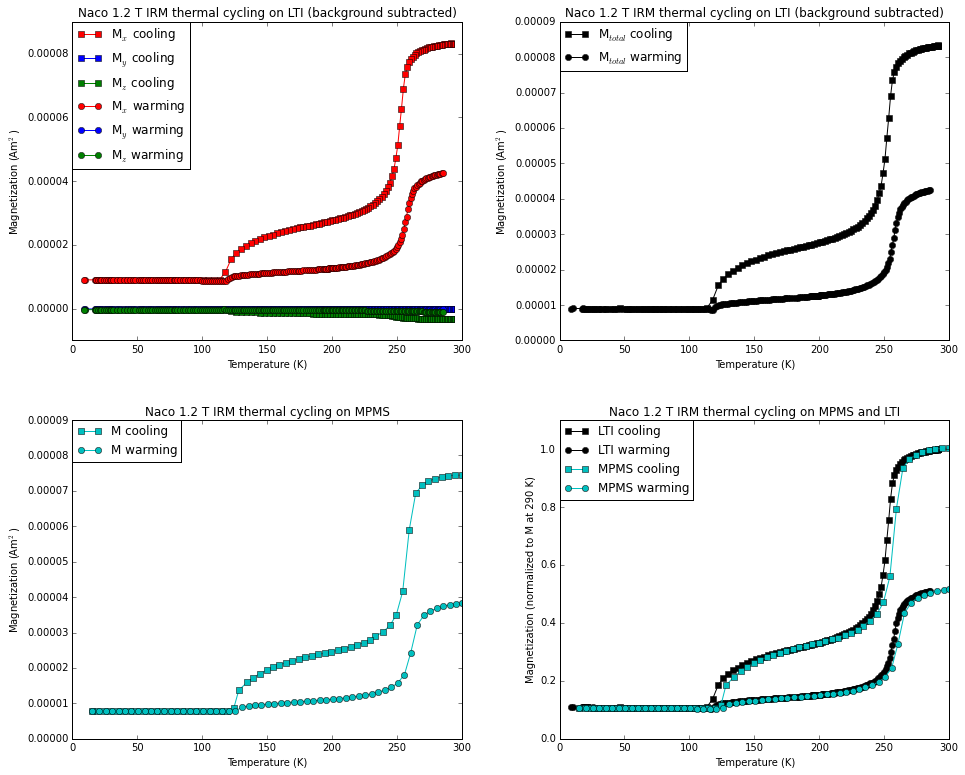 Naco 1.2 T IRM thermal cycling on LTI (background subtracted)
0.00008
0.00006
0.00004
0.00002
0.00000
Magnetization (Am²)
Mₓ cooling
M_y cooling
M_z cooling
Mₓ warming
M_y warming
M_z warming
0 50 100 150 200 250 300
Temperature (K)
Naco 1.2 T IRM thermal cycling on LTI (background subtracted)
0.00009
0.00008
0.00007
0.00006
0.00005
0.00004
0.00003
0.00002
0.00001
0.00000
Magnetization (Am²)
M_total cooling
M_total warming
0 50 100 150 200 250 300
Temperature (K)
Naco 1.2 T IRM thermal cycling on MPMS
0.00009
0.00008
0.00007
0.00006
0.00005
0.00004
0.00003
0.00002
0.00001
0.00000
Magnetization (Am²)
M cooling
M warming
0 50 100 150 200 250 300
Temperature (K)
Naco 1.2 T IRM thermal cycling on MPMS and LTI
1.0
0.8
0.6
0.4
0.2
0.0
Magnetization (normalized to M at 290 K)
LTI cooling
LTI warming
MPMS cooling
MPMS warming
0 50 100 150 200 250 300
Temperature (K)